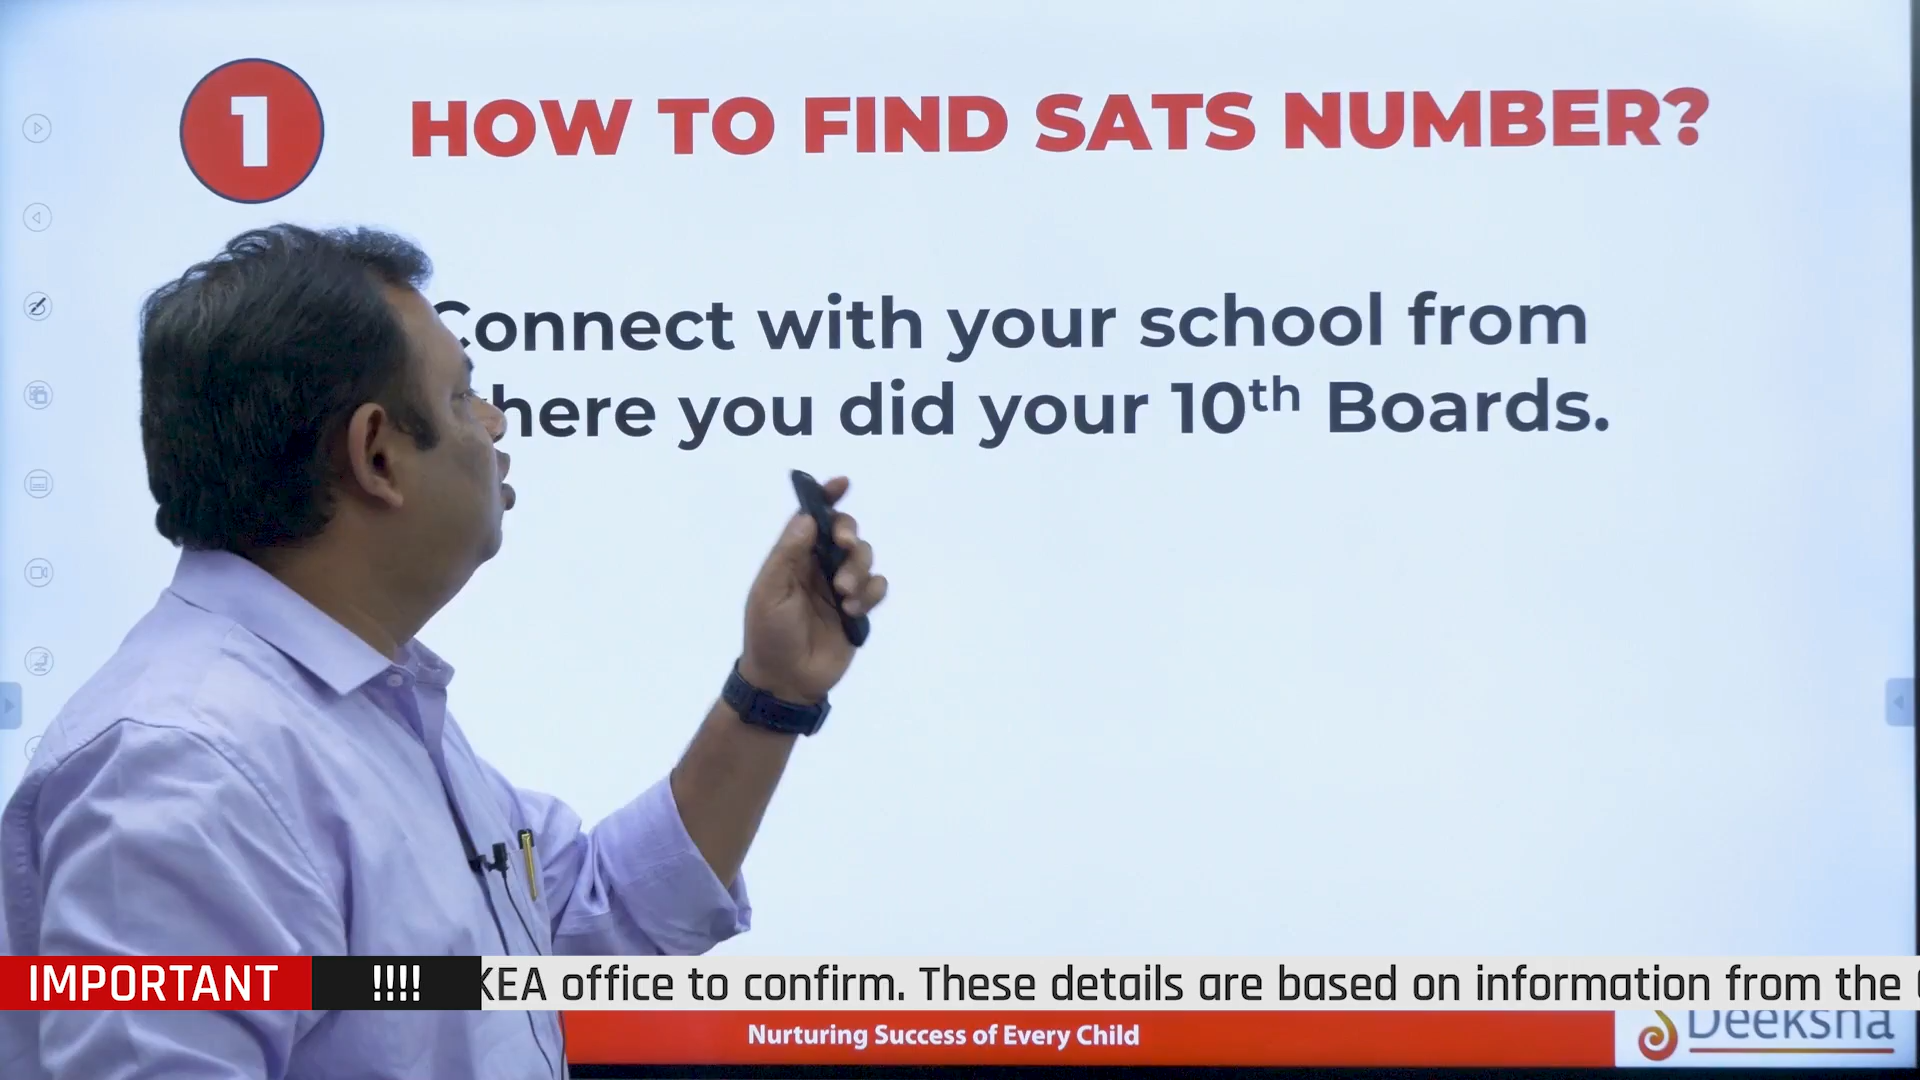 1
HOW TO FIND SATS NUMBER?
Connect with your school from
where you did your 10th Boards.
IMPORTANT
!!!!
KEA office to confirm. These details are based on information from the
Nurturing Success of Every Child
Deeksha